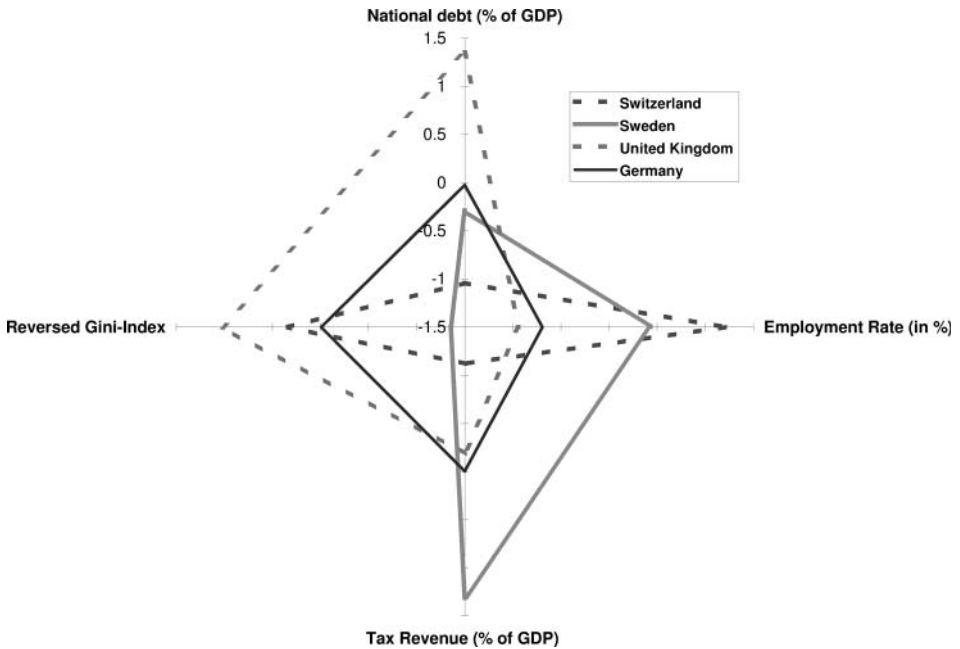 National debt (% of GDP)
1.5
1
0.5
0
-0.5
-1
-1.5
Switzerland
Sweden
United Kingdom
Germany
Reversed Gini-Index
Employment Rate (in %)
Tax Revenue (% of GDP)